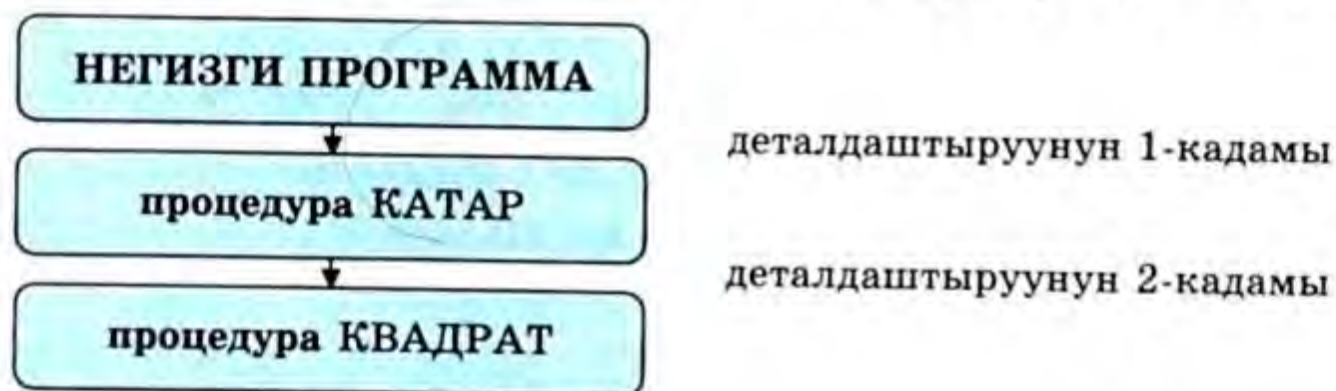 НЕГИЗГИ ПРОГРАММА
деталдаштыруунун 1-кадамы
процедура КАТАР
деталдаштыруунун 2-кадамы
процедура КВАДРАТ